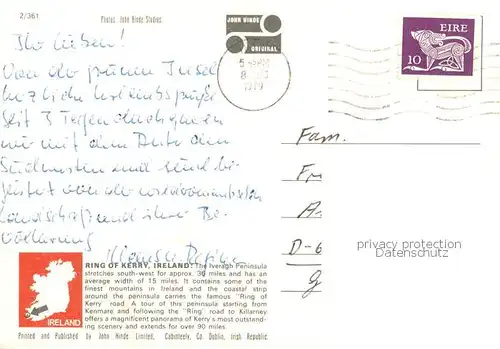 2/361
Photos, John Hinde Studios.
JOHN HINDE
ORIGINAL
EIRE
10
1979
Ihr Lieben!
Von der grünen Insel
herzliche Urlaubsgrüße
Seit 3 Tagen durchqueren
wir mit dem Auto den
Südwesten und sind be-
geistert von der
Landschaft und ihrer Be-
völkerung
Fam.
Fr
A
D-6
G
privacy protection
Datenschutz
RING OF KERRY, IRELAND: The Iveragh Peninsula
stretches south-west for approx. 30 miles and has an
average width of 15 miles. It contains some of the
finest mountains in Ireland and the coastal strip
around the peninsula carries the famous "Ring of
Kerry" road. A tour of this peninsula starting from
Kenmare and following the "Ring" road to Killarney
offers a magnificent panorama of Kerry's most outstand-
ing scenery and extends for over 90 miles.
IRELAND
Printed and Published by John Hinde Limited, Cabinteely, Co. Dublin, Irish Republic